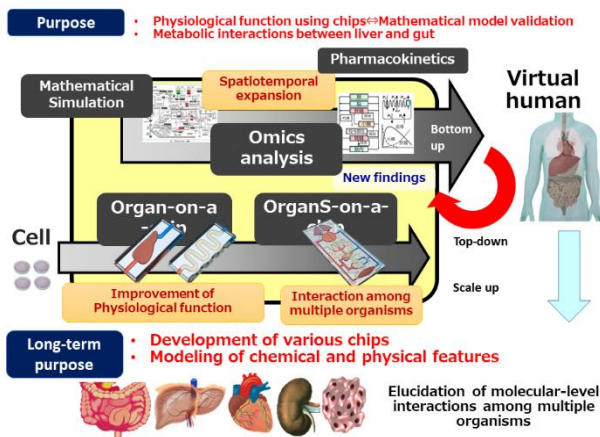 Purpose
• Physiological function using chips⇔Mathematical model validation
• Metabolic interactions between liver and gut
Pharmacokinetics
Mathematical
Simulation
Spatiotemporal
expansion
Virtual
human
Omics
analysis
Bottom
up
New findings
Organ-on-a
OrganS-on-a-
Cell
Top-down
Scale up
Improvement of
Physiological function
Interaction among
multiple organisms
Long-term
purpose
• Development of various chips
• Modeling of chemical and physical features
Elucidation of molecular-level
interactions among multiple
organisms